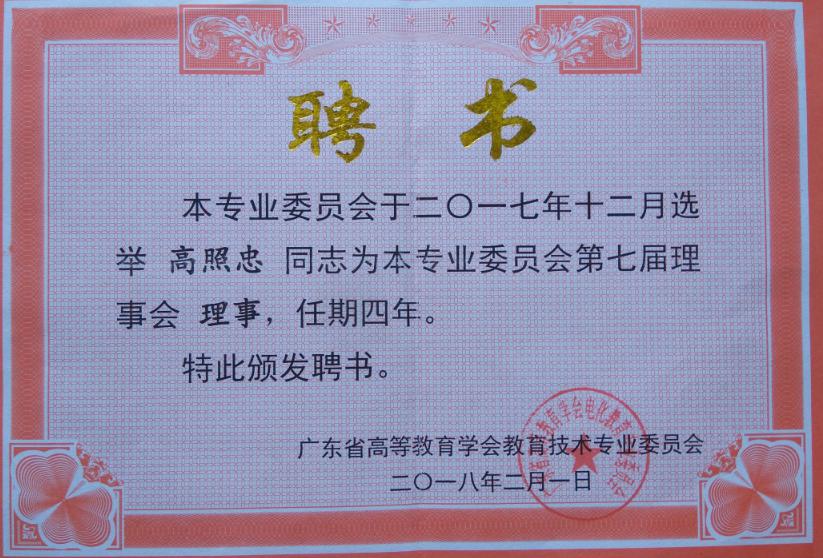 聘书
本专业委员会于二〇一七年十二月选
举 高照忠 同志为本专业委员会第七届理
事会 理事，任期四年。
特此颁发聘书。
广东省高等教育学会教育技术专业委员会
二〇一八年二月一日